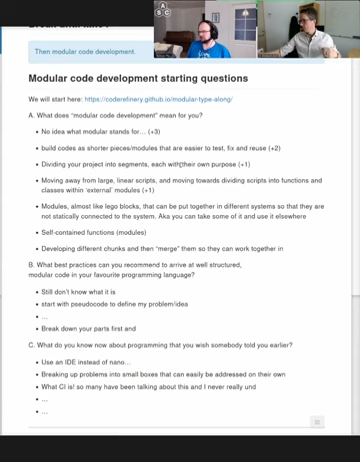 Then modular code development.
Modular code development starting questions
We will start here: https://coderefinery.github.io/modular-type-along/
A. What does "modular code development" mean for you?
No idea what modular stands for... (+3)
build codes as shorter pieces/modules that are easier to test, fix and reuse (+2)
Dividing your project into segments, each with their own purpose (+1)
Moving away from large, linear scripts, and moving towards dividing scripts into functions and
classes within 'external' modules (+1)
Modules, almost like lego blocks, that can be put together in different systems so that they are
not statically connected to the system. Aka you can take some of it and use it elsewhere
Self-contained functions (modules)
Developing different chunks and then "merge" them so they can work together in
B. What best practices can you recommend to arrive at well structured,
modular code in your favourite programming language?
Still don't know what it is
start with pseudocode to define my problem/idea
...
Break down your parts first and
C. What do you know now about programming that you wish somebody told you earlier?
Use an IDE instead of nano...
Breaking up problems into small boxes that can easily be addressed on their own
What CI is! so many have been talking about this and I never really und
...
...